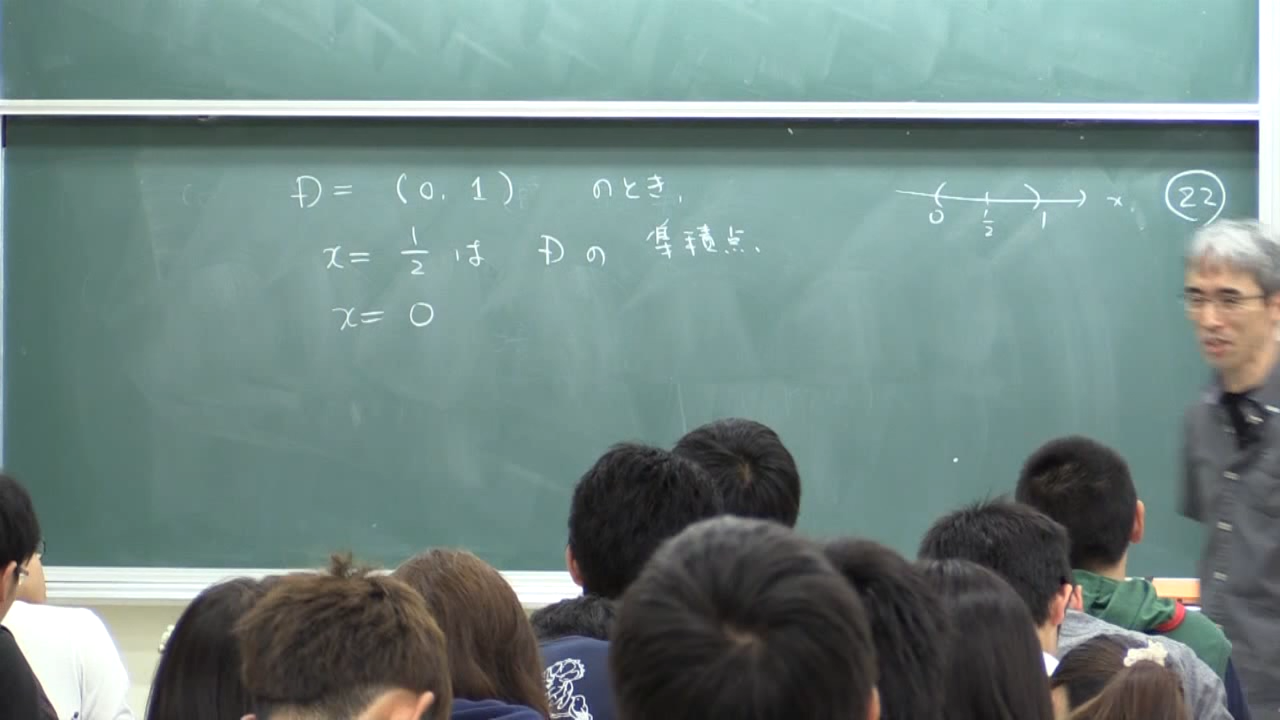 D = (0, 1) のとき,
x = 1/2 は D の 集積点.
x = 0
0 1/2 1 x.
22